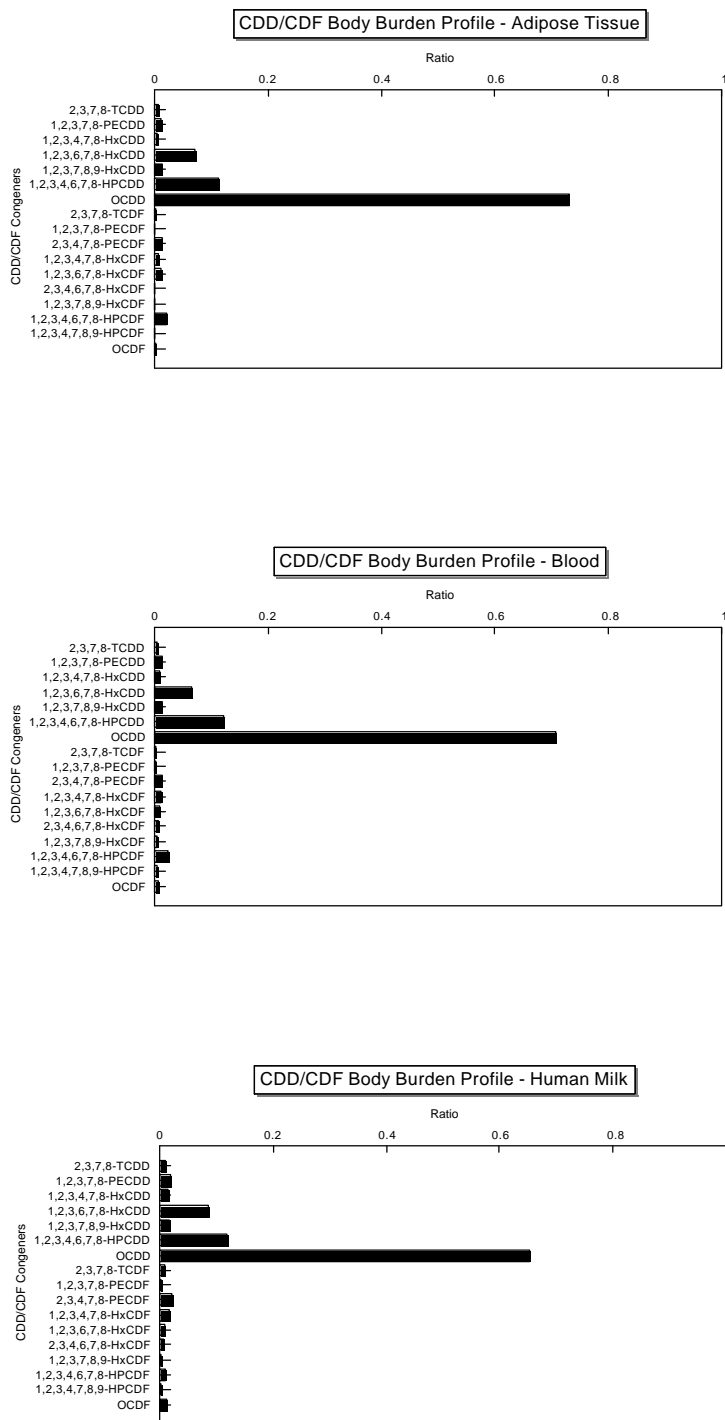 CDD/CDF Body Burden Profile - Adipose Tissue
Ratio
0 0.2 0.4 0.6 0.8 1
CDD/CDF Congeners
2,3,7,8-TCDD
1,2,3,7,8-PECDD
1,2,3,4,7,8-HxCDD
1,2,3,6,7,8-HxCDD
1,2,3,7,8,9-HxCDD
1,2,3,4,6,7,8-HPCDD
OCDD
2,3,7,8-TCDF
1,2,3,7,8-PECDF
2,3,4,7,8-PECDF
1,2,3,4,7,8-HxCDF
1,2,3,6,7,8-HxCDF
2,3,4,6,7,8-HxCDF
1,2,3,7,8,9-HxCDF
1,2,3,4,6,7,8-HPCDF
1,2,3,4,7,8,9-HPCDF
OCDF
CDD/CDF Body Burden Profile - Blood
Ratio
0 0.2 0.4 0.6 0.8 1
CDD/CDF Congeners
2,3,7,8-TCDD
1,2,3,7,8-PECDD
1,2,3,4,7,8-HxCDD
1,2,3,6,7,8-HxCDD
1,2,3,7,8,9-HxCDD
1,2,3,4,6,7,8-HPCDD
OCDD
2,3,7,8-TCDF
1,2,3,7,8-PECDF
2,3,4,7,8-PECDF
1,2,3,4,7,8-HxCDF
1,2,3,6,7,8-HxCDF
2,3,4,6,7,8-HxCDF
1,2,3,7,8,9-HxCDF
1,2,3,4,6,7,8-HPCDF
1,2,3,4,7,8,9-HPCDF
OCDF
CDD/CDF Body Burden Profile - Human Milk
Ratio
0 0.2 0.4 0.6 0.8
CDD/CDF Congeners
2,3,7,8-TCDD
1,2,3,7,8-PECDD
1,2,3,4,7,8-HxCDD
1,2,3,6,7,8-HxCDD
1,2,3,7,8,9-HxCDD
1,2,3,4,6,7,8-HPCDD
OCDD
2,3,7,8-TCDF
1,2,3,7,8-PECDF
2,3,4,7,8-PECDF
1,2,3,4,7,8-HxCDF
1,2,3,6,7,8-HxCDF
2,3,4,6,7,8-HxCDF
1,2,3,7,8,9-HxCDF
1,2,3,4,6,7,8-HPCDF
1,2,3,4,7,8,9-HPCDF
OCDF